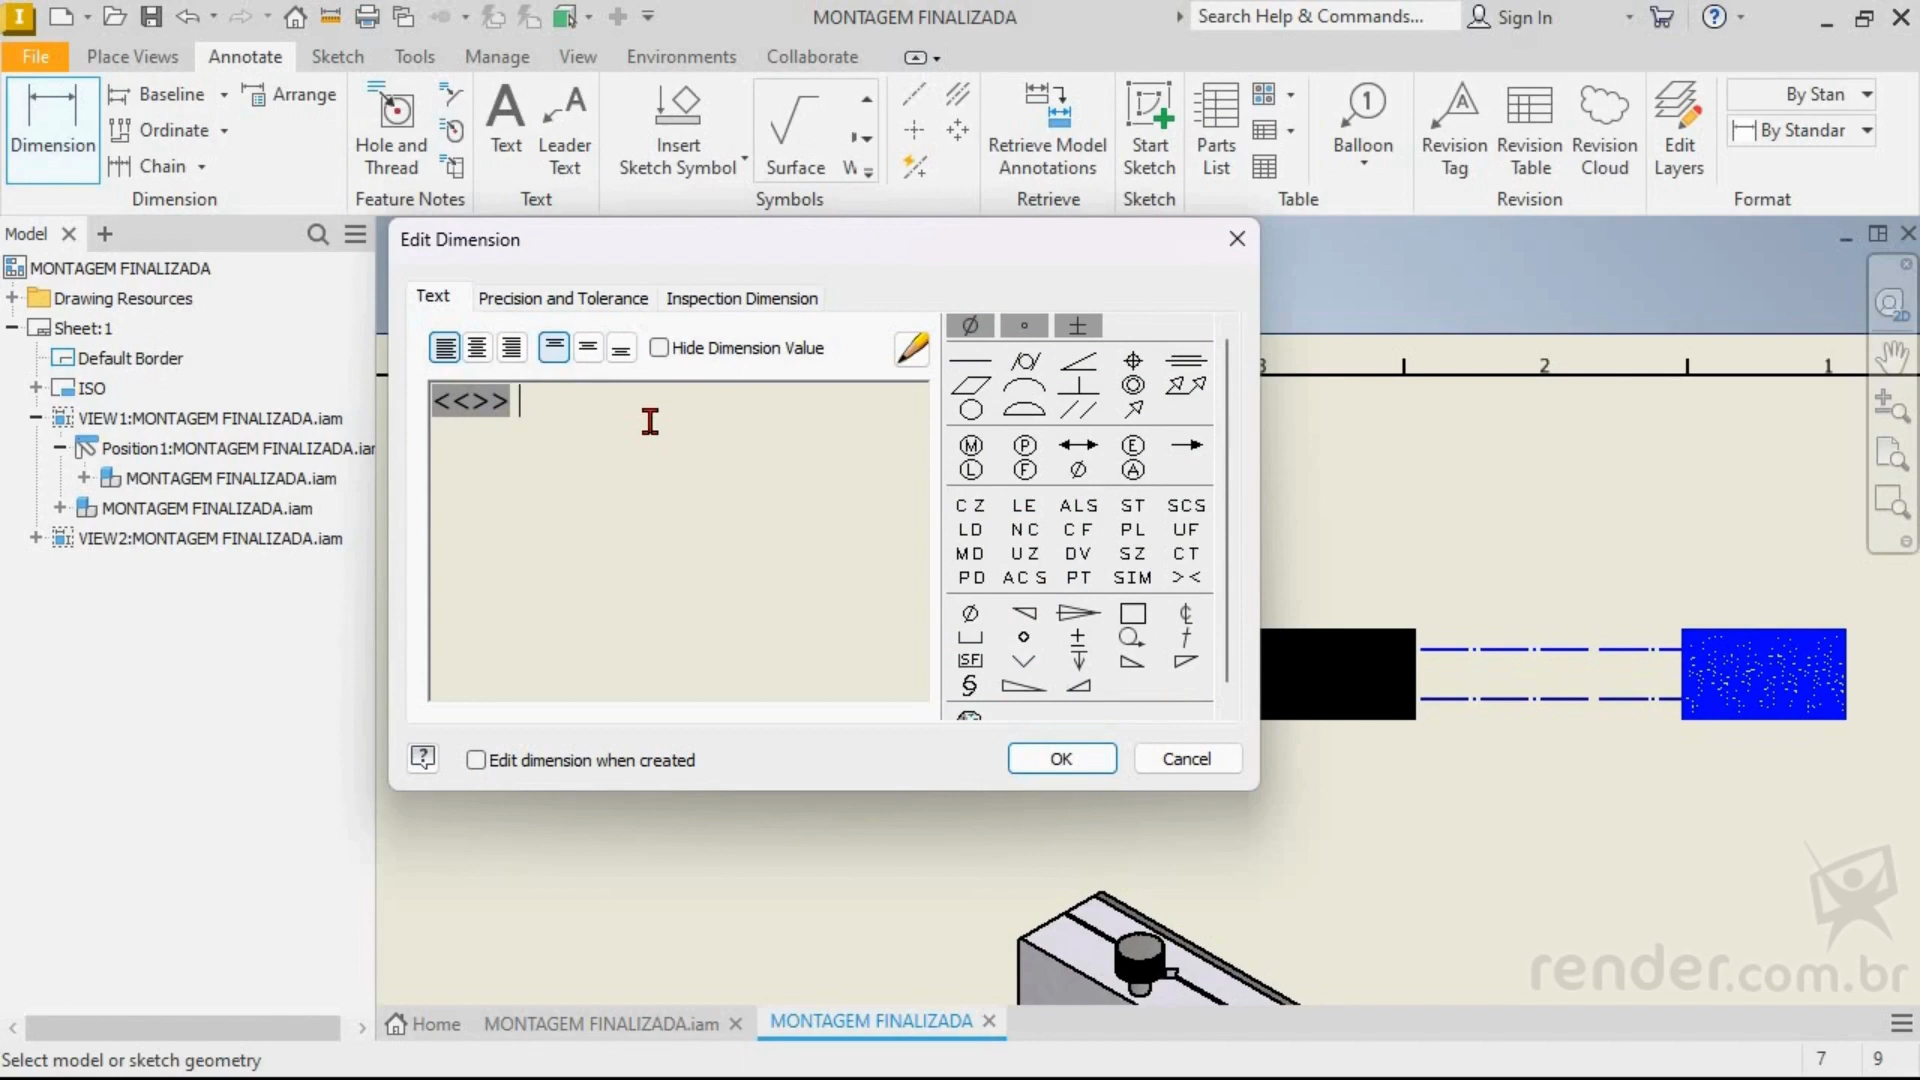 MONTAGEM FINALIZADA
Search Help & Commands...
Sign In
File
Place Views
Annotate
Sketch
Tools
Manage
View
Environments
Collaborate
Dimension
Baseline
Ordinate
Chain
Arrange
Dimension
Hole and
Thread
Feature Notes
Text
Leader
Text
Text
Insert
Sketch Symbol
Surface
Symbols
Retrieve Model
Annotations
Retrieve
Start
Sketch
Sketch
Parts
List
Balloon
Table
Revision
Tag
Revision
Table
Revision
Cloud
Revision
Edit
Layers
By Stan
By Standar
Format
Model
MONTAGEM FINALIZADA
Drawing Resources
Sheet:1
Default Border
ISO
VIEW1:MONTAGEM FINALIZADA.iam
Position1:MONTAGEM FINALIZADA.iar
MONTAGEM FINALIZADA.iam
MONTAGEM FINALIZADA.iam
VIEW2:MONTAGEM FINALIZADA.iam
Edit Dimension
Text
Precision and Tolerance
Inspection Dimension
Hide Dimension Value
<<>>
CZ LE ALS ST SCS
LD NC CF PL UF
MD UZ DV SZ CT
PD ACS PT SIM ><
Edit dimension when created
OK
Cancel
3
2
1
2D
render.com.br
Home
MONTAGEM FINALIZADA.iam
MONTAGEM FINALIZADA
Select model or sketch geometry
7
9